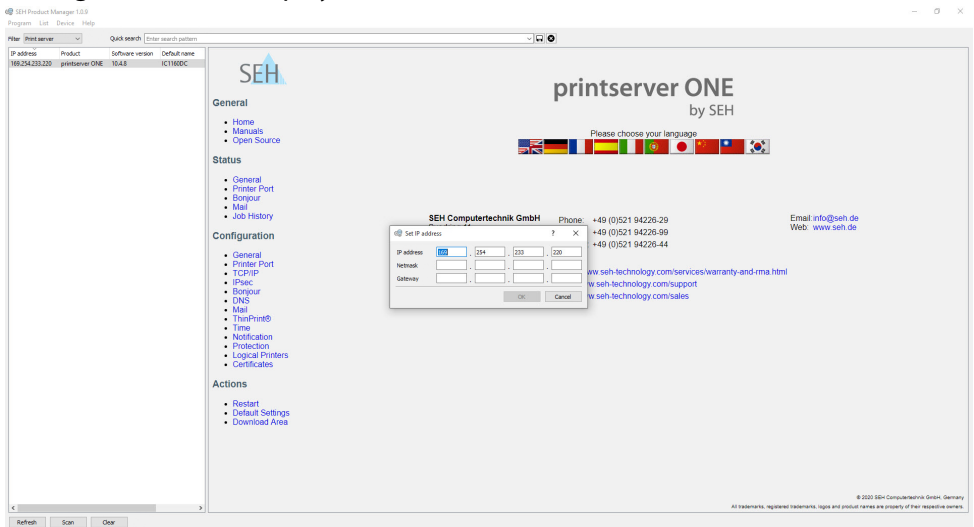 SEH Product Manager 1.0.0
Program List Device Help
Filter Print server Quick search Enter search pattern
IP address Product Software version Default name
169.254.233.220 printserver ONE 10.4.8 IC1160DC
SEH
printserver ONE
by SEH
Please choose your language
General
Home
Manuals
Open Source
Status
General
Printer Port
Bonjour
Mail
Job History
Configuration
General
Printer Port
TCP/IP
IPsec
Bonjour
DNS
Mail
ThinPrint®
Time
Notification
Protection
Logical Printers
Certificates
Actions
Restart
Default Settings
Download Area
SEH Computertechnik GmbH
Phone: +49 (0)521 94226-29
+49 (0)521 94226-99
+49 (0)521 94226-44
Email: info@seh.de
Web: www.seh.de
Set IP address ? ×
IP address 169 . 254 . 233 . 220
Netmask . . .
Gateway . . .
OK Cancel
w.seh-technology.com/services/warranty-and-rma.html
w.seh-technology.com/support
w.seh-technology.com/sales
© 2020 SEH Computertechnik GmbH, Germany
All trademarks, registered trademarks, logos and product names are property of their respective owners.
Refresh Scan Clear